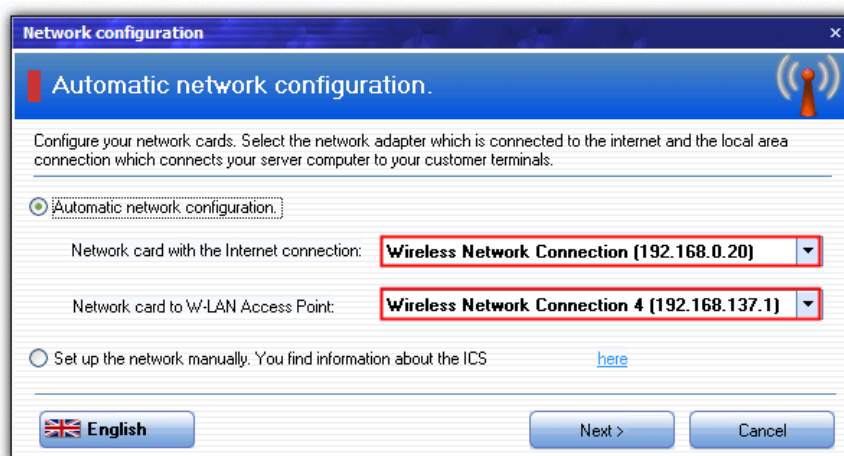 Network configuration
Automatic network configuration.
Configure your network cards. Select the network adapter which is connected to the internet and the local area
connection which connects your server computer to your customer terminals.
Automatic network configuration.
Network card with the Internet connection: Wireless Network Connection (192.168.0.20)
Network card to W-LAN Access Point: Wireless Network Connection 4 (192.168.137.1)
Set up the network manually. You find information about the ICS here
English Next > Cancel